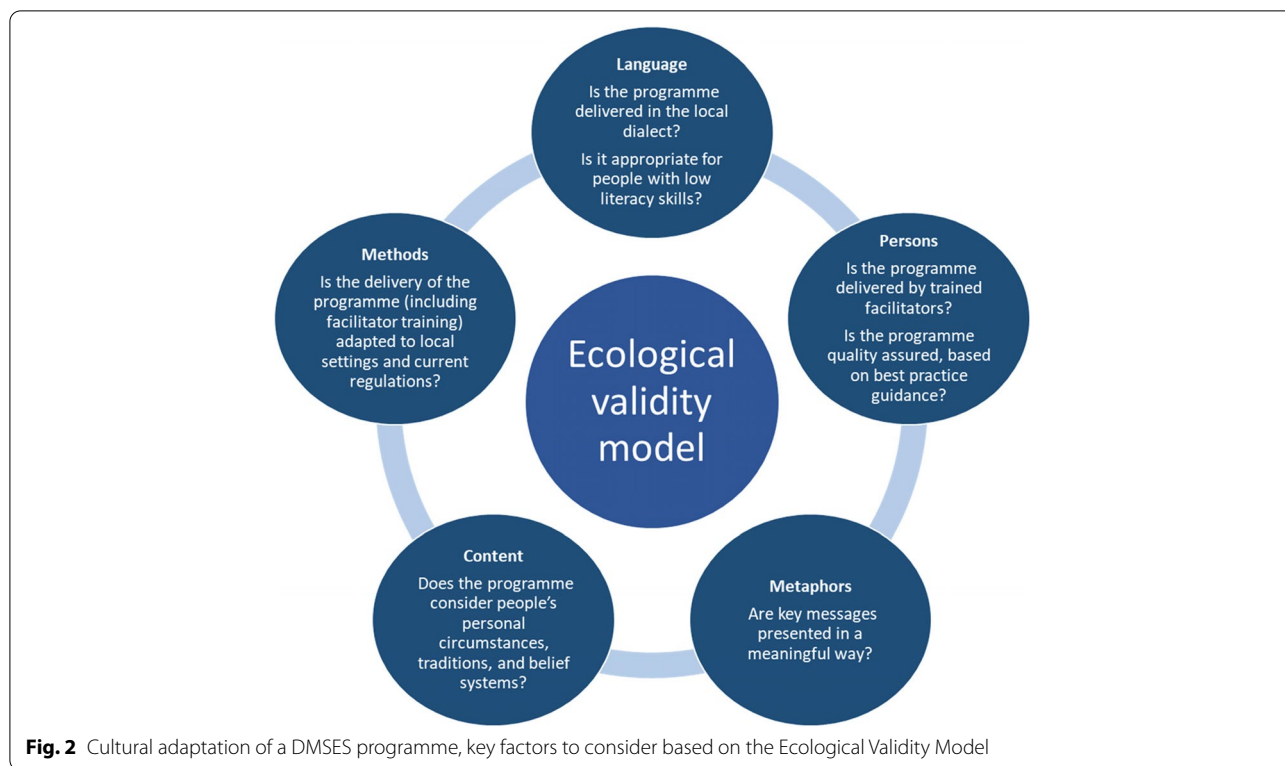 Language
Is the programme
delivered in the local
dialect?
Is it appropriate for
people with low
literacy skills?
Persons
Is the programme
delivered by trained
facilitators?
Is the programme
quality assured, based
on best practice
guidance?
Metaphors
Are key messages
presented in a
meaningful way?
Content
Does the programme
consider people’s
personal
circumstances,
traditions, and belief
systems?
Methods
Is the delivery of the
programme (including
facilitator training)
adapted to local
settings and current
regulations?
Ecological
validity
model
Fig. 2 Cultural adaptation of a DMSES programme, key factors to consider based on the Ecological Validity Model